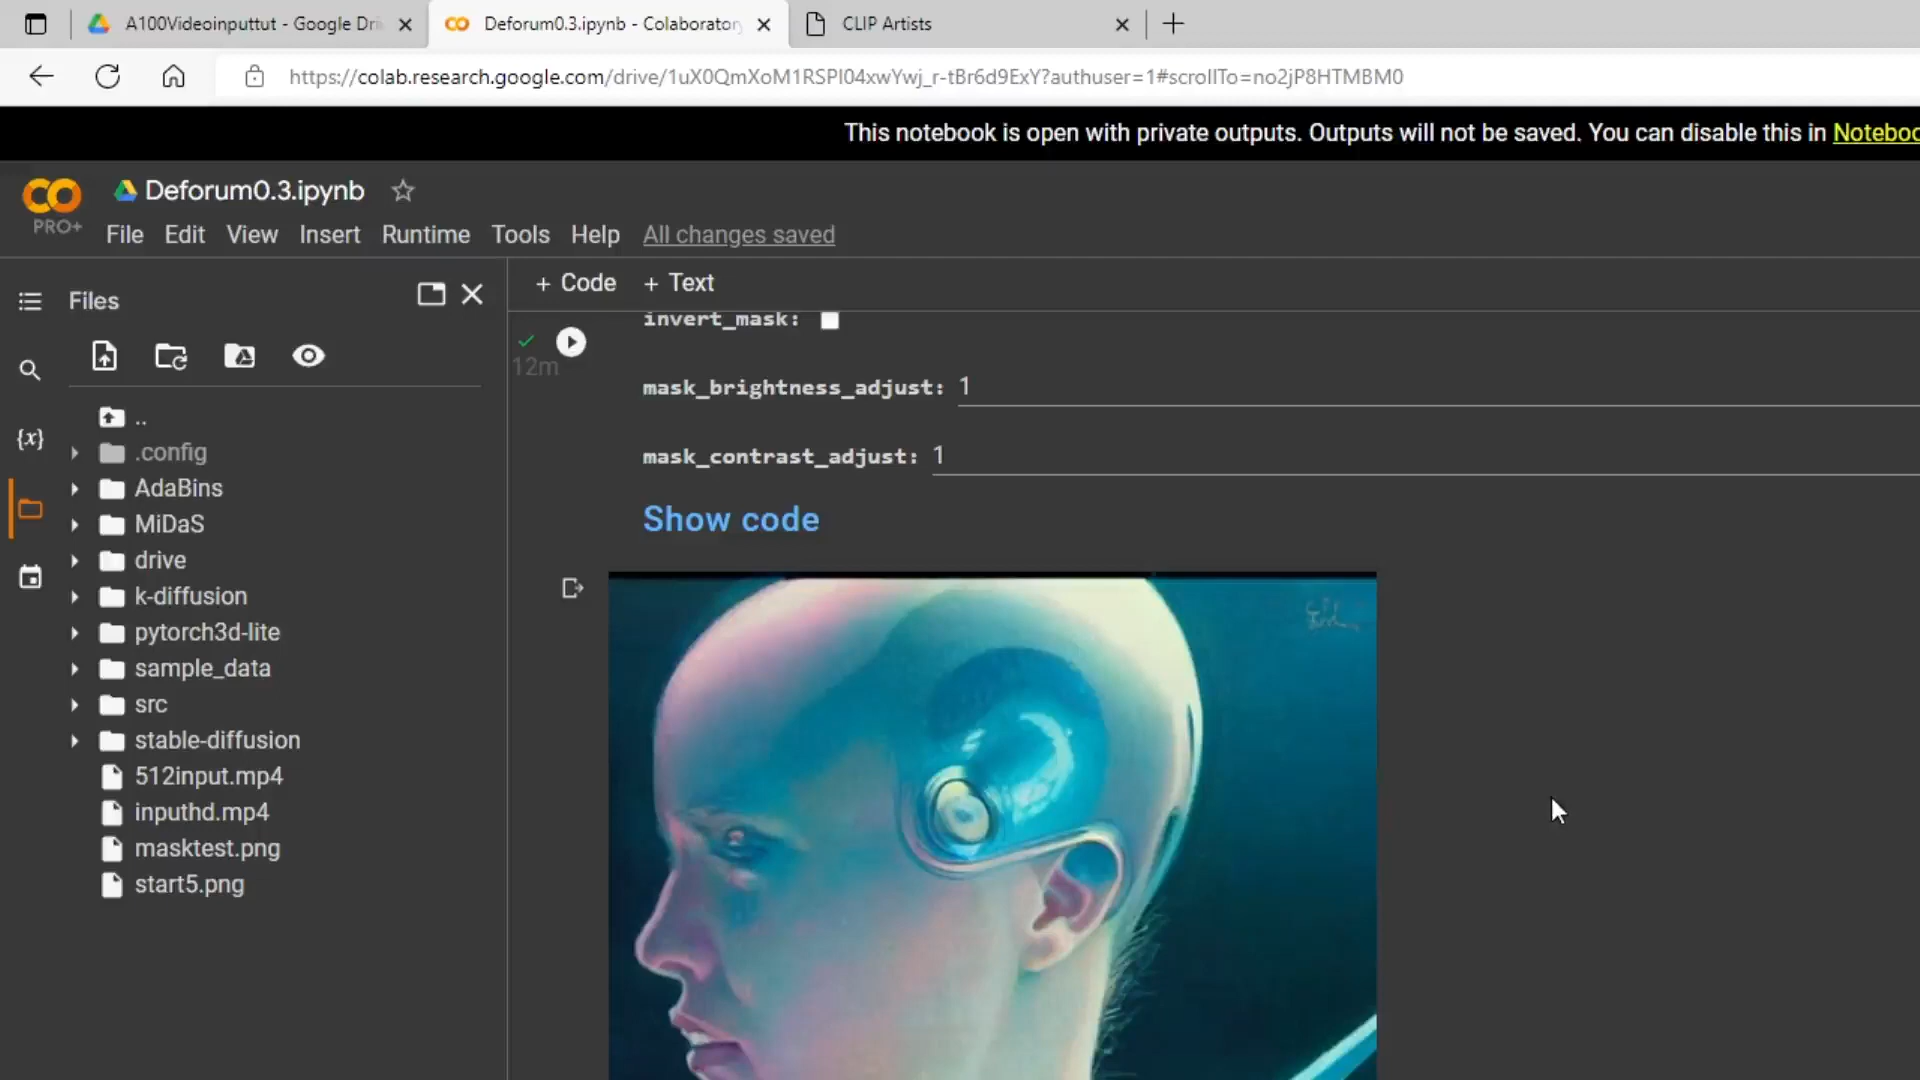 A100Videoinputtut - Google Dri
Deforum0.3.ipynb - Colaborator
CLIP Artists
https://colab.research.google.com/drive/1uX0QmXoM1RSPl04xwYwj_r-tBr6d9ExY?authuser=1#scrollTo=no2jP8HTMBM0
This notebook is open with private outputs. Outputs will not be saved. You can disable this in Noteboo
CO
PRO+
Deforum0.3.ipynb
File Edit View Insert Runtime Tools Help All changes saved
Files
+ Code + Text
{x}
..
.config
AdaBins
MiDaS
drive
k-diffusion
pytorch3d-lite
sample_data
src
stable-diffusion
512input.mp4
inputhd.mp4
masktest.png
start5.png
12m
invert_mask:
mask_brightness_adjust: 1
mask_contrast_adjust: 1
Show code